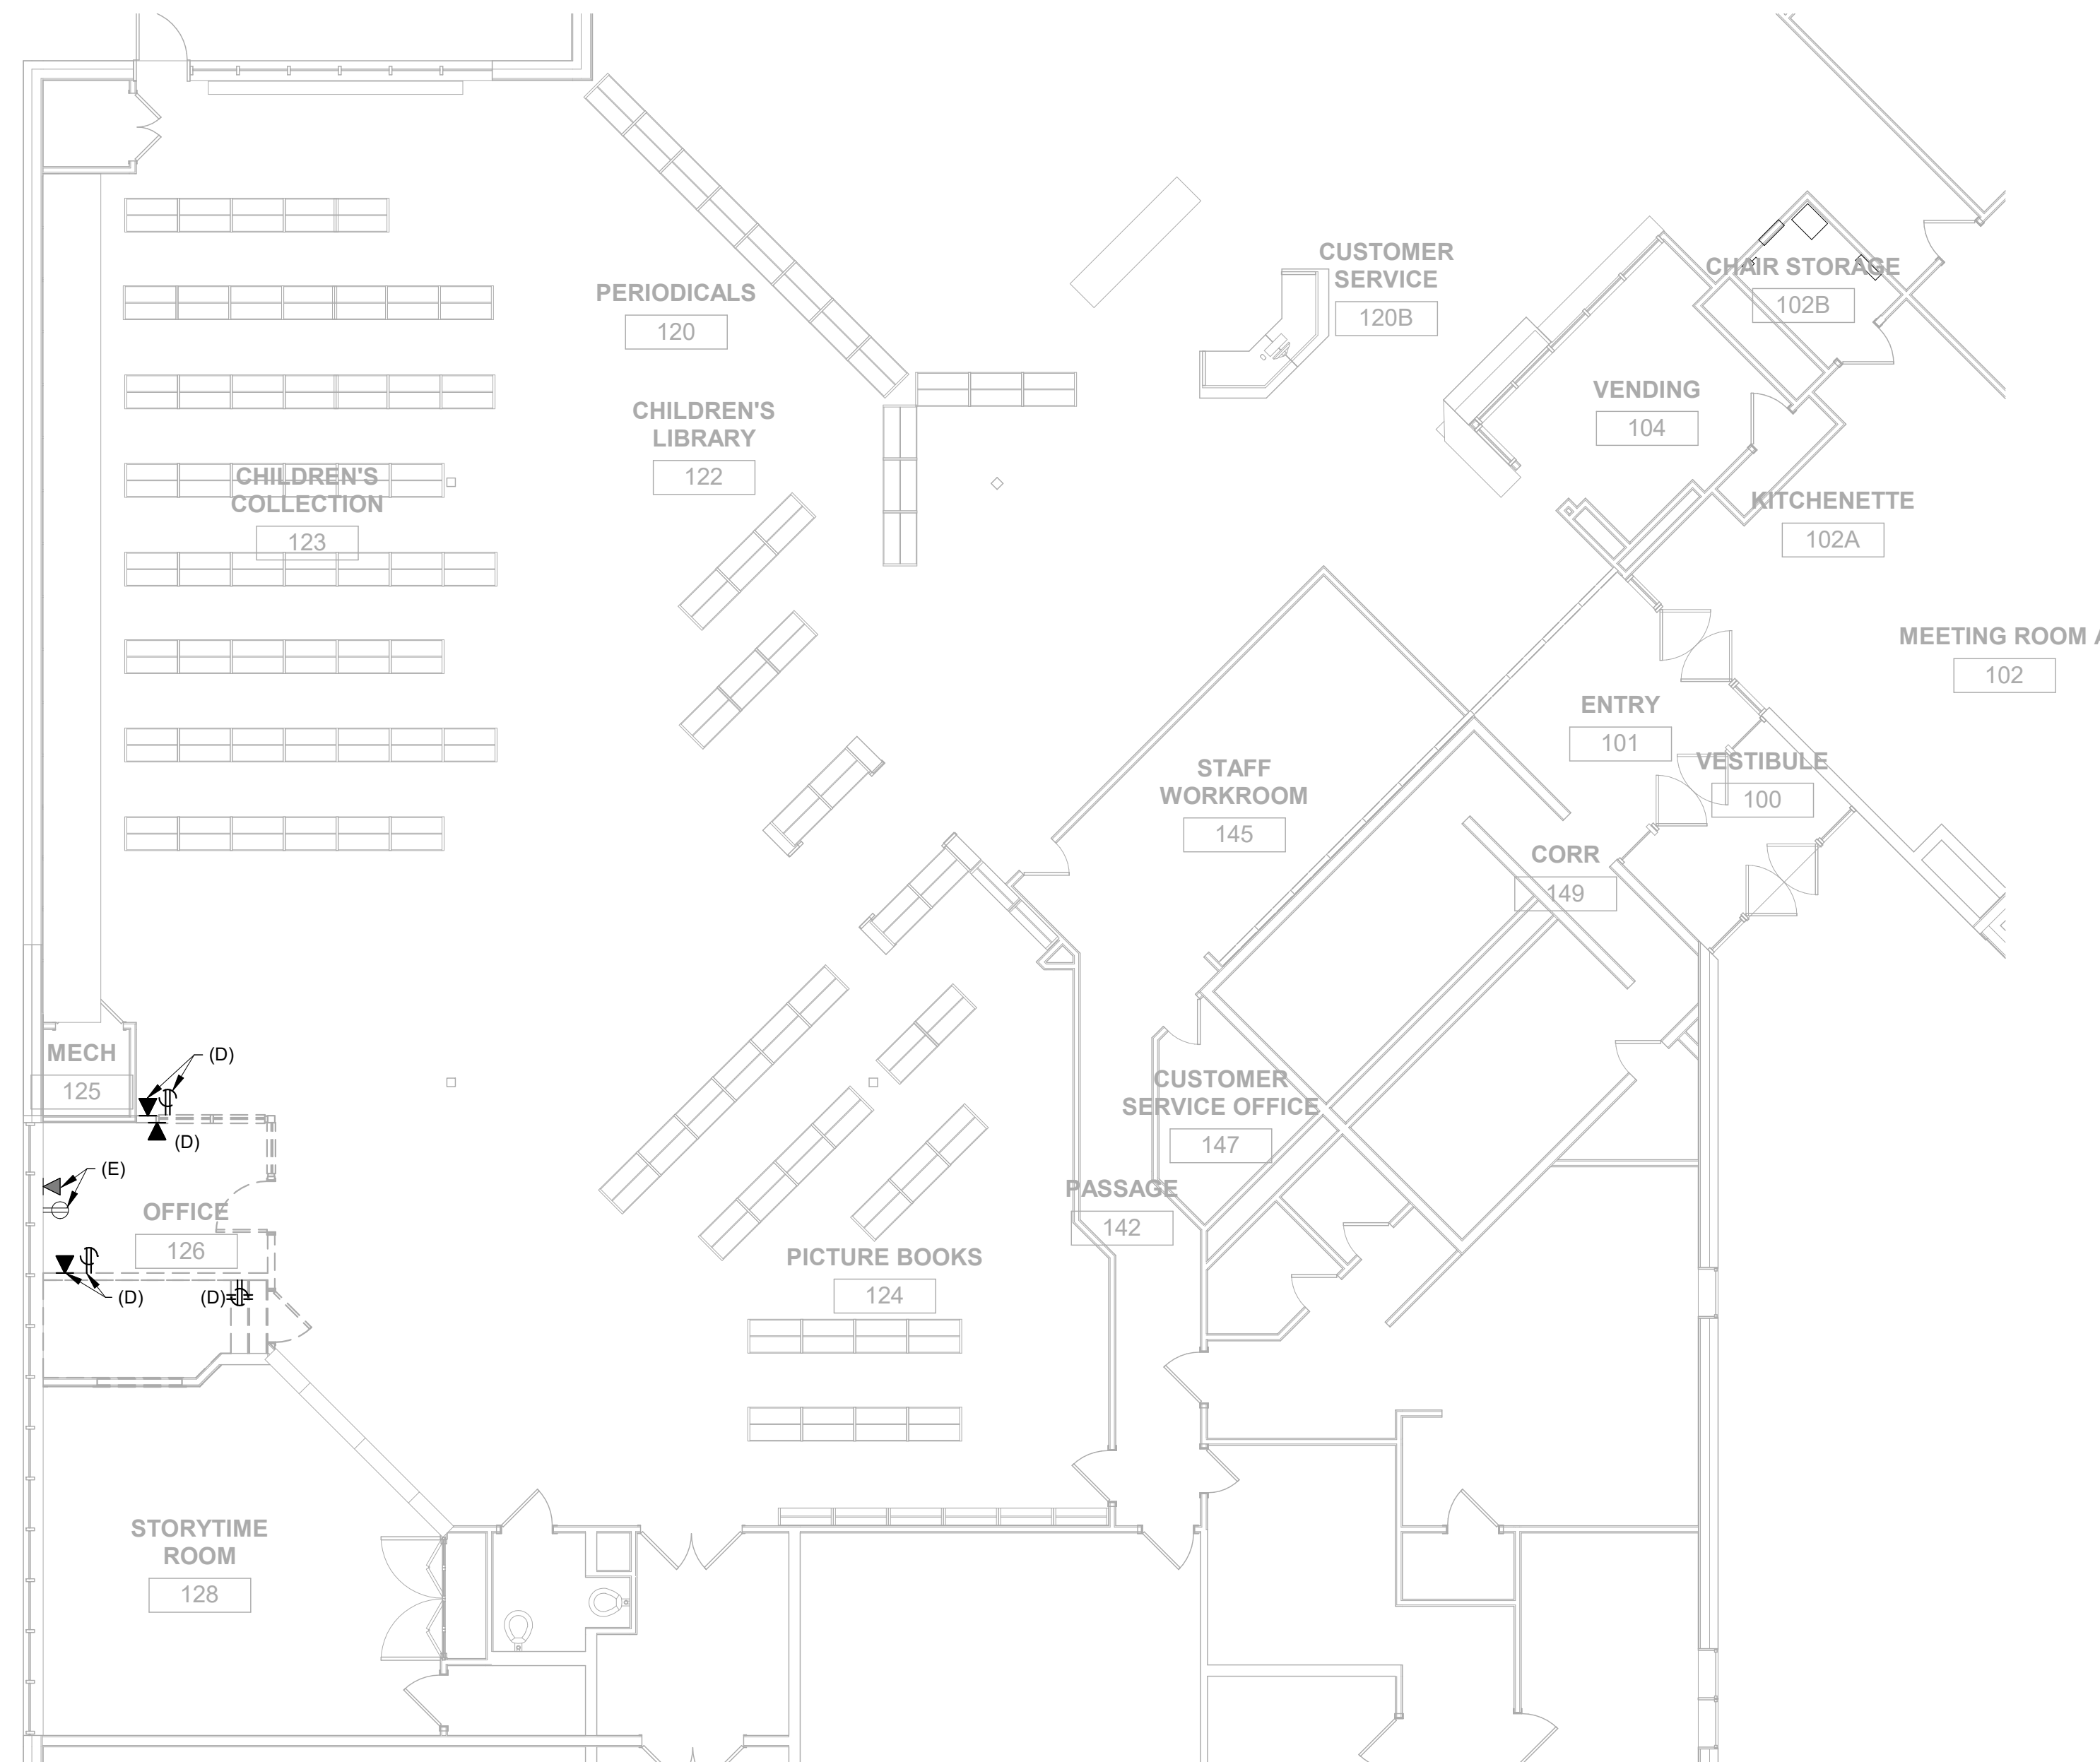 CUSTOMER
SERVICE
120B
CHAIR STORAGE
102B
PERIODICALS
120
VENDING
104
CHILDREN'S
LIBRARY
122
CHILDREN'S
COLLECTION
123
KITCHENETTE
102A
MEETING ROOM A
102
ENTRY
101
VESTIBULE
100
STAFF
WORKROOM
145
CORR
149
MECH
125
(D)
(D)
(E)
OFFICE
126
(D)
(D)
CUSTOMER
SERVICE OFFICE
147
PASSAGE
142
PICTURE BOOKS
124
STORYTIME
ROOM
128